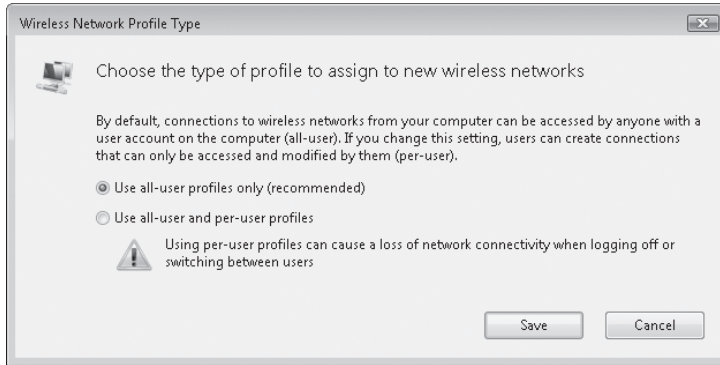 Wireless Network Profile Type
Choose the type of profile to assign to new wireless networks
By default, connections to wireless networks from your computer can be accessed by anyone with a
user account on the computer (all-user). If you change this setting, users can create connections
that can only be accessed and modified by them (per-user).
Use all-user profiles only (recommended)
Use all-user and per-user profiles
Using per-user profiles can cause a loss of network connectivity when logging off or
switching between users
Save
Cancel